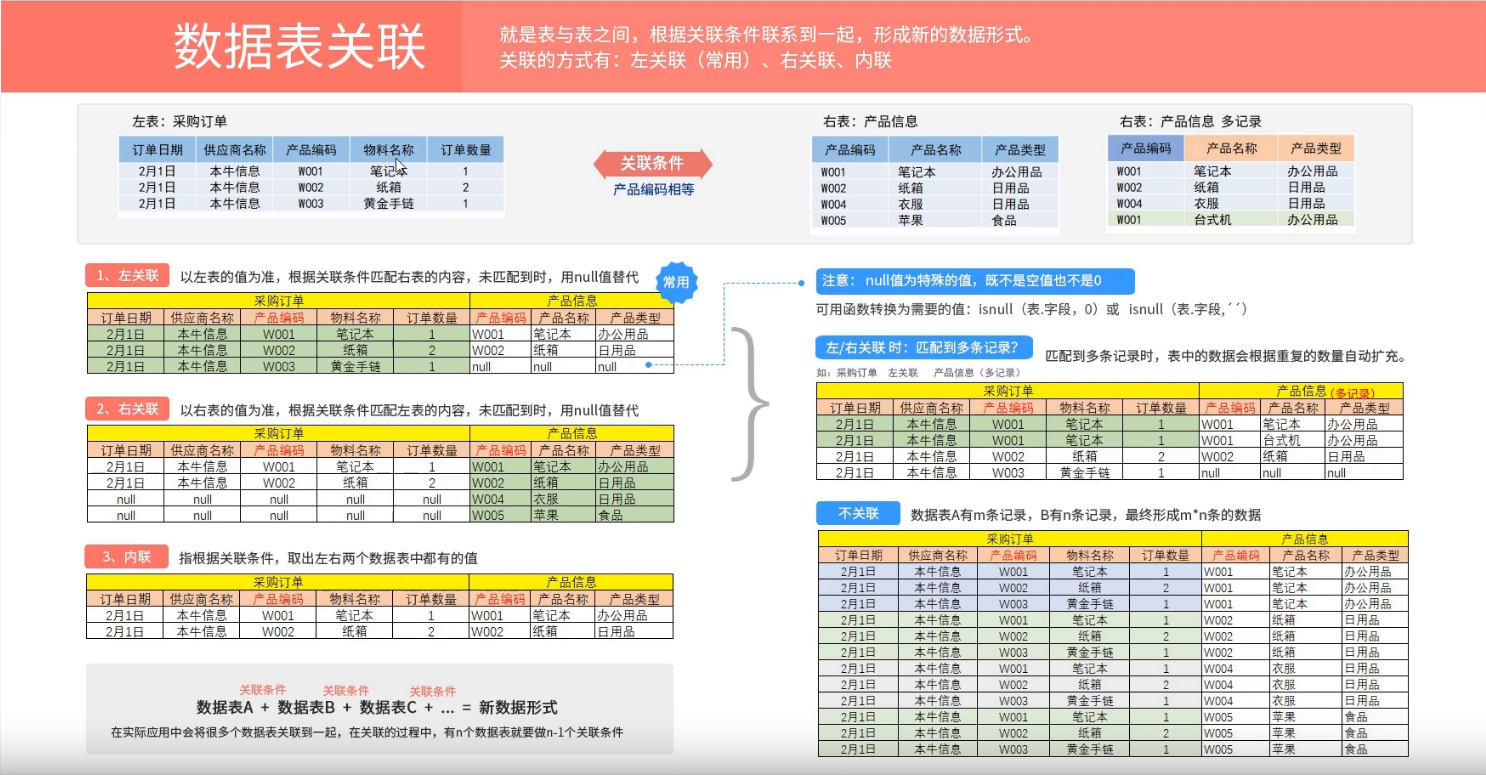 数据表关联
就是表与表之间，根据关联条件联系到一起，形成新的数据形式。
关联的方式有：左关联（常用）、右关联、内联
左表：采购订单
订单日期 供应商名称 产品编码 物料名称 订单数量
2月1日 本牛信息 W001 笔记本 1
2月1日 本牛信息 W002 纸箱 2
2月1日 本牛信息 W003 黄金手链 1
关联条件
产品编码相等
右表：产品信息
产品编码 产品名称 产品类型
W001 笔记本 办公用品
W002 纸箱 日用品
W004 衣服 日用品
W005 苹果 食品
右表：产品信息 多记录
产品编码 产品名称 产品类型
W001 笔记本 办公用品
W002 纸箱 日用品
W004 衣服 日用品
W001 台式机 办公用品
1、左关联 以左表的值为准，根据关联条件匹配右表的内容，未匹配到时，用null值替代
常用
采购订单 产品信息
订单日期 供应商名称 产品编码 物料名称 订单数量 产品编码 产品名称 产品类型
2月1日 本牛信息 W001 笔记本 1 W001 笔记本 办公用品
2月1日 本牛信息 W002 纸箱 2 W002 纸箱 日用品
2月1日 本牛信息 W003 黄金手链 1 null null null
2、右关联 以右表的值为准，根据关联条件匹配左表的内容，未匹配到时，用null值替代
采购订单 产品信息
订单日期 供应商名称 产品编码 物料名称 订单数量 产品编码 产品名称 产品类型
2月1日 本牛信息 W001 笔记本 1 W001 笔记本 办公用品
2月1日 本牛信息 W002 纸箱 2 W002 纸箱 日用品
null null null null null W004 衣服 日用品
null null null null null W005 苹果 食品
3、内联 指根据关联条件，取出左右两个数据表中都有的值
采购订单 产品信息
订单日期 供应商名称 产品编码 物料名称 订单数量 产品编码 产品名称 产品类型
2月1日 本牛信息 W001 笔记本 1 W001 笔记本 办公用品
2月1日 本牛信息 W002 纸箱 2 W002 纸箱 日用品
关联条件 关联条件 关联条件
数据表A + 数据表B + 数据表C + ... = 新数据形式
在实际应用中会将很多个数据表关联到一起，在关联的过程中，有n个数据表就要做n-1个关联条件
注意： null值为特殊的值，既不是空值也不是0
可用函数转换为需要的值：isnull（表.字段，0）或 isnull（表.字段,´´）
左/右关联 时：匹配到多条记录？ 匹配到多条记录时，表中的数据会根据重复的数量自动扩充。
如：采购订单 左关联 产品信息（多记录）
采购订单 产品信息（多记录）
订单日期 供应商名称 产品编码 物料名称 订单数量 产品编码 产品名称 产品类型
2月1日 本牛信息 W001 笔记本 1 W001 笔记本 办公用品
2月1日 本牛信息 W001 笔记本 1 W001 台式机 办公用品
2月1日 本牛信息 W002 纸箱 2 W002 纸箱 日用品
2月1日 本牛信息 W003 黄金手链 1 null null null
不关联 数据表A有m条记录，B有n条记录，最终形成m*n条的数据
采购订单 产品信息
订单日期 供应商名称 产品编码 物料名称 订单数量 产品编码 产品名称 产品类型
2月1日 本牛信息 W001 笔记本 1 W001 笔记本 办公用品
2月1日 本牛信息 W002 纸箱 2 W001 笔记本 办公用品
2月1日 本牛信息 W003 黄金手链 1 W001 笔记本 办公用品
2月1日 本牛信息 W001 笔记本 1 W002 纸箱 日用品
2月1日 本牛信息 W002 纸箱 2 W002 纸箱 日用品
2月1日 本牛信息 W003 黄金手链 1 W002 纸箱 日用品
2月1日 本牛信息 W001 笔记本 1 W004 衣服 日用品
2月1日 本牛信息 W002 纸箱 2 W004 衣服 日用品
2月1日 本牛信息 W003 黄金手链 1 W004 衣服 日用品
2月1日 本牛信息 W001 笔记本 1 W005 苹果 食品
2月1日 本牛信息 W002 纸箱 2 W005 苹果 食品
2月1日 本牛信息 W003 黄金手链 1 W005 苹果 食品